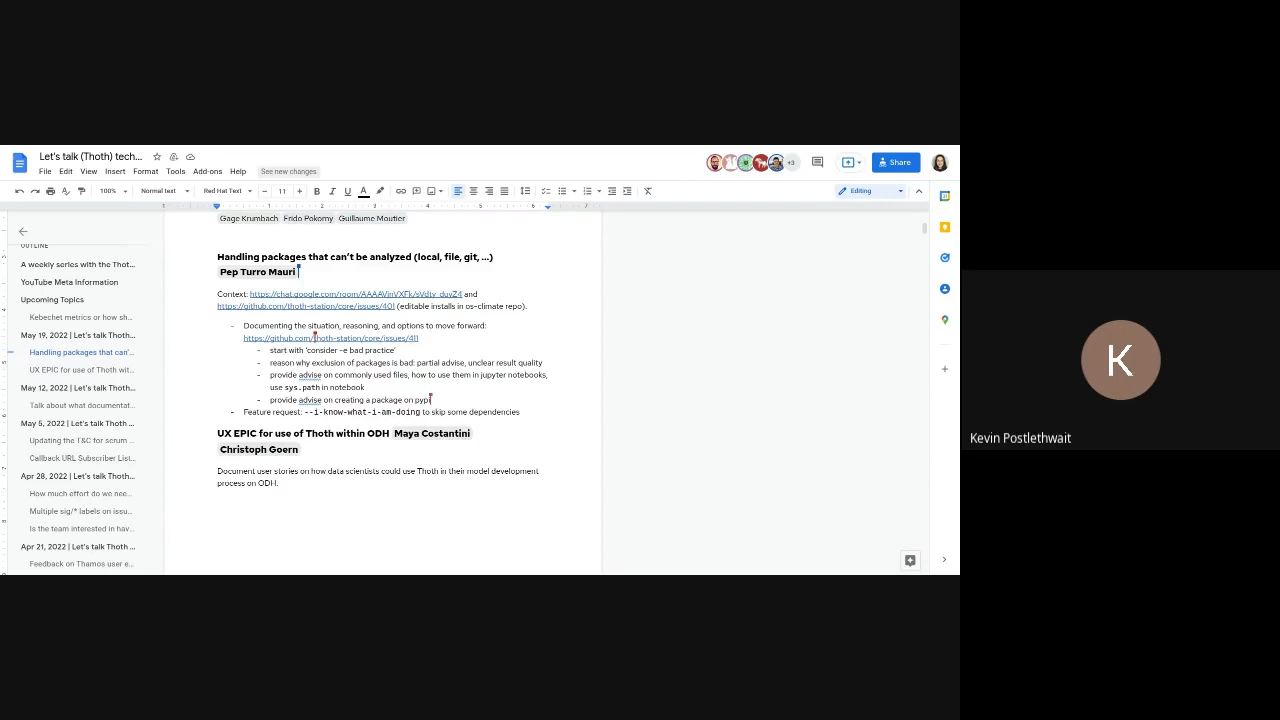 Let's talk (Thoth) tech...
File Edit View Insert Format Tools Add-ons Help
See new changes
+3
Share
100% Normal text Red Hat Text 11 B I U A
Editing
1 1 2 3 4 5 6 7
OUTLINE
A weekly series with the Thot...
YouTube Meta Information
Upcoming Topics
Kebechet metrics or how sh...
May 19, 2022 | Let's talk Thoth...
Handling packages that can'...
UX EPIC for use of Thoth wit...
May 12, 2022 | Let's talk Thoth...
Talk about what documentat...
May 5, 2022 | Let's talk Thoth...
Updating the T&C for scrum ...
Callback URL Subscriber List...
Apr 28, 2022 | Let's talk Thoth...
How much effort do we nee...
Multiple sig/* labels on issu...
Is the team interested in hav...
Apr 21, 2022 | Let's talk Thoth ...
Feedback on Thamos user e...
Gage Krumbach Frido Pokorny Guillaume Moutier
Handling packages that can't be analyzed (local, file, git, ...)
Pep Turro Mauri
Context: https://chat.google.com/room/AAAAVjnVXFk/sVdtv_duyZ4 and
https://github.com/thoth-station/core/issues/401 (editable installs in os-climate repo).
- Documenting the situation, reasoning, and options to move forward:
https://github.com/thoth-station/core/issues/411
- start with 'consider –e bad practice'
- reason why exclusion of packages is bad: partial advise, unclear result quality
- provide advise on commonly used files, how to use them in jupyter notebooks,
use sys.path in notebook
- provide advise on creating a package on pypi
- Feature request: --i-know-what-i-am-doing to skip some dependencies
UX EPIC for use of Thoth within ODH Maya Costantini
Christoph Goern
Document user stories on how data scientists could use Thoth in their model development
process on ODH.
K
Kevin Postlethwait